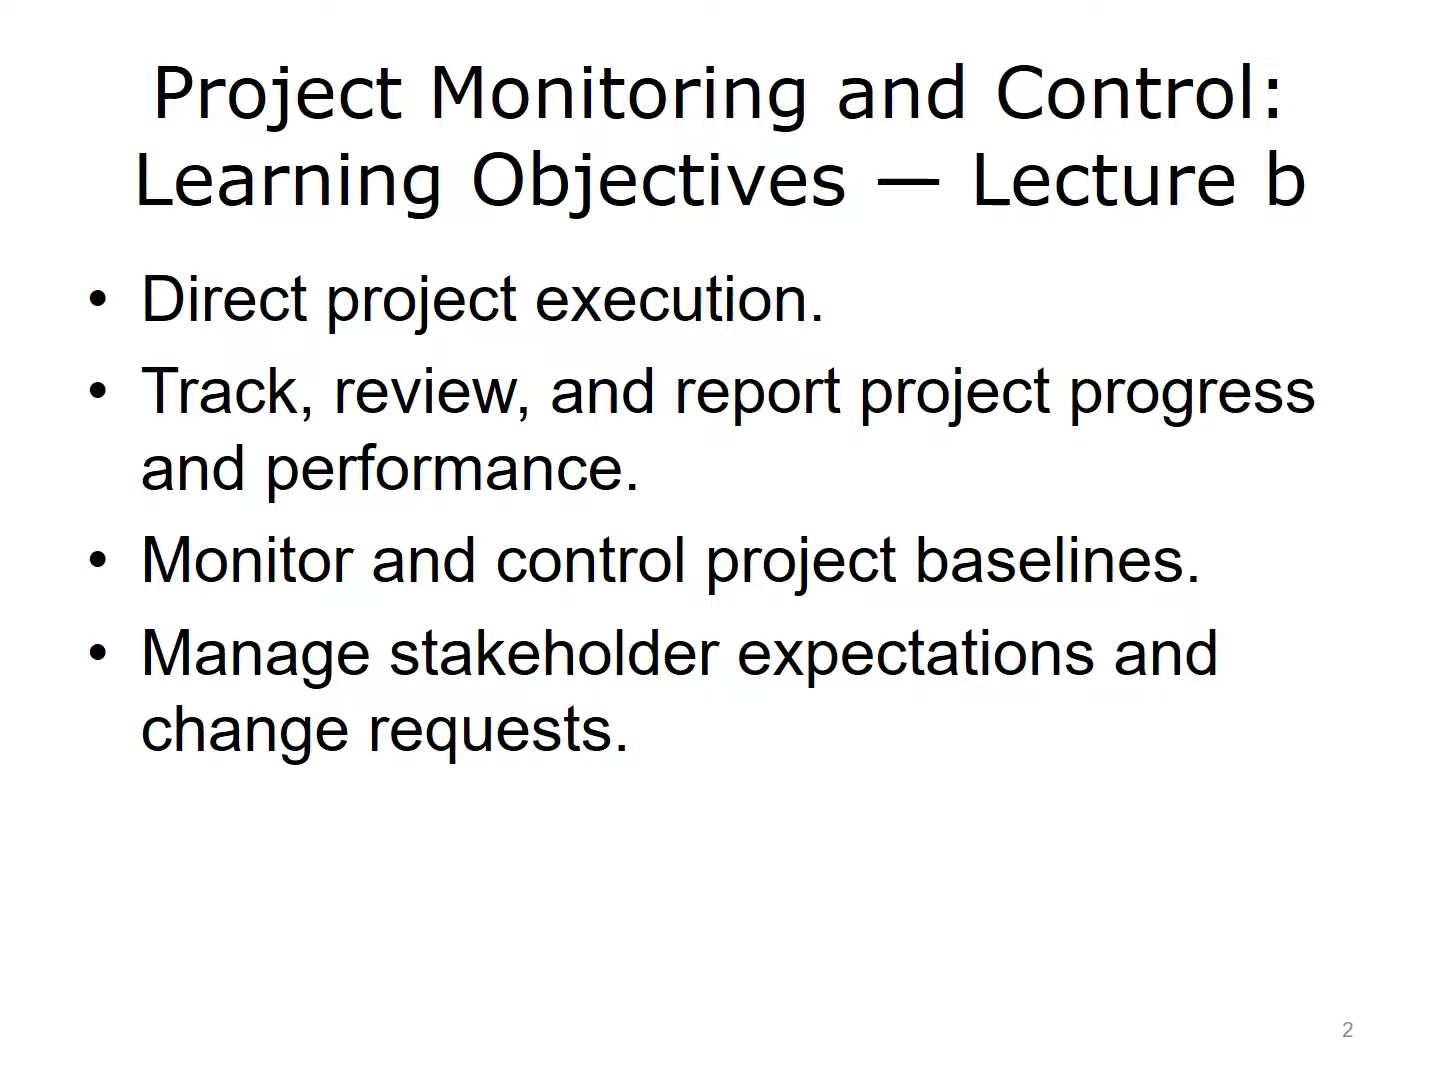 Project Monitoring and Control:
Learning Objectives — Lecture b
• Direct project execution.
• Track, review, and report project progress
and performance.
• Monitor and control project baselines.
• Manage stakeholder expectations and
change requests.
2